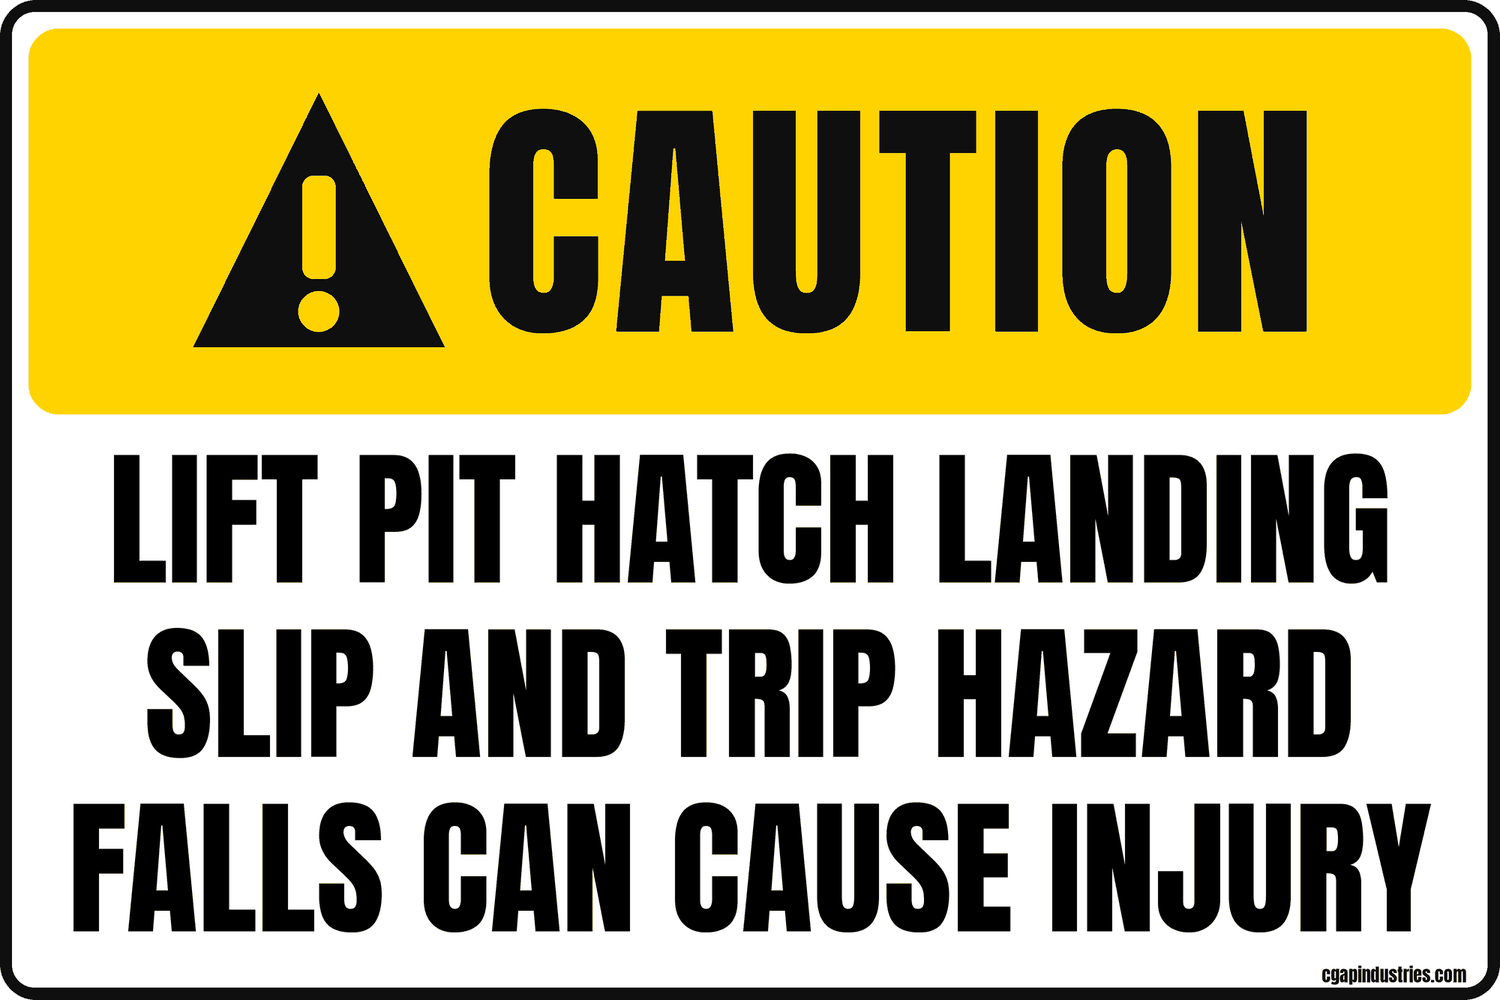 CAUTION
LIFT PIT HATCH LANDING
SLIP AND TRIP HAZARD
FALLS CAN CAUSE INJURY
cgapindustries.com